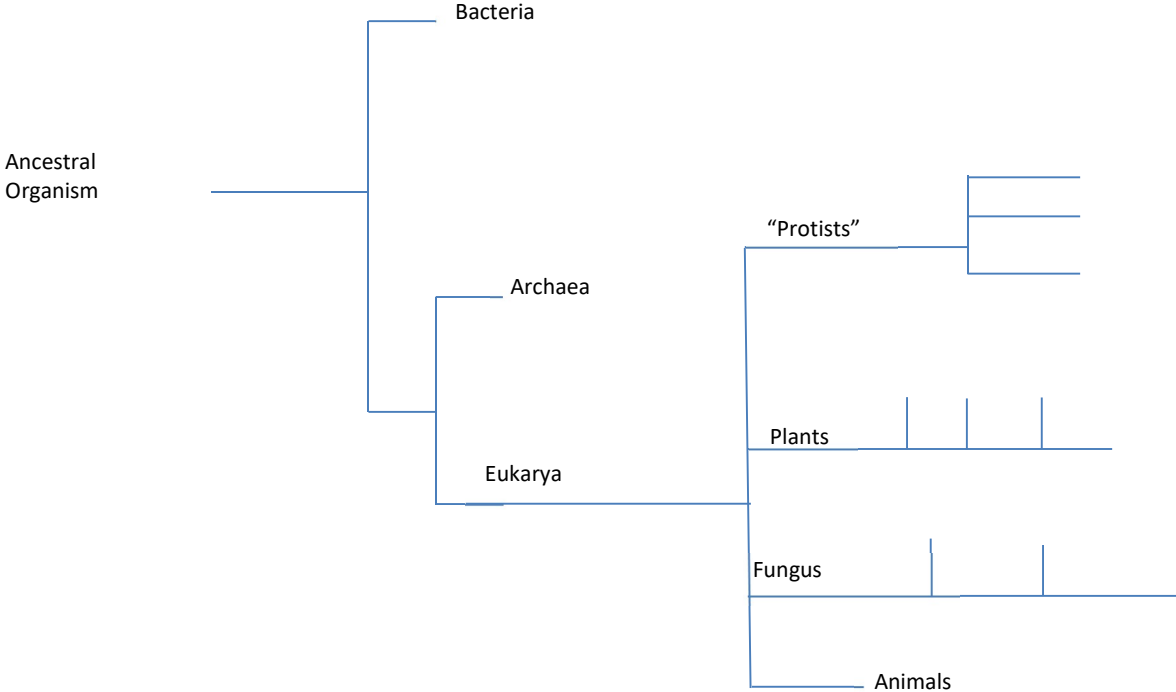 Bacteria
Ancestral
Organism
“Protists”
Archaea
Plants
Eukarya
Fungus
Animals